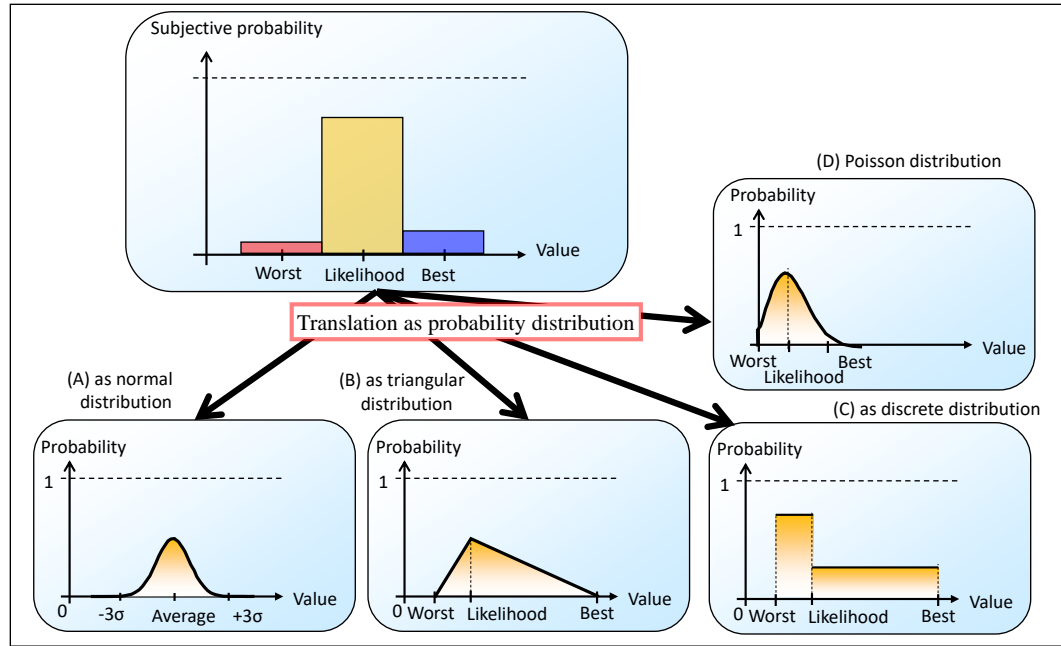 Subjective probability
Value
Worst Likelihood Best
Translation as probability distribution
(D) Poisson distribution
Probability
1
Value
Worst Best
Likelihood
(A) as normal
distribution
Probability
1
0 -3σ Average +3σ Value
(B) as triangular
distribution
Probability
1
0 Worst Likelihood Best Value
(C) as discrete distribution
Probability
1
0 Worst Likelihood Best Value